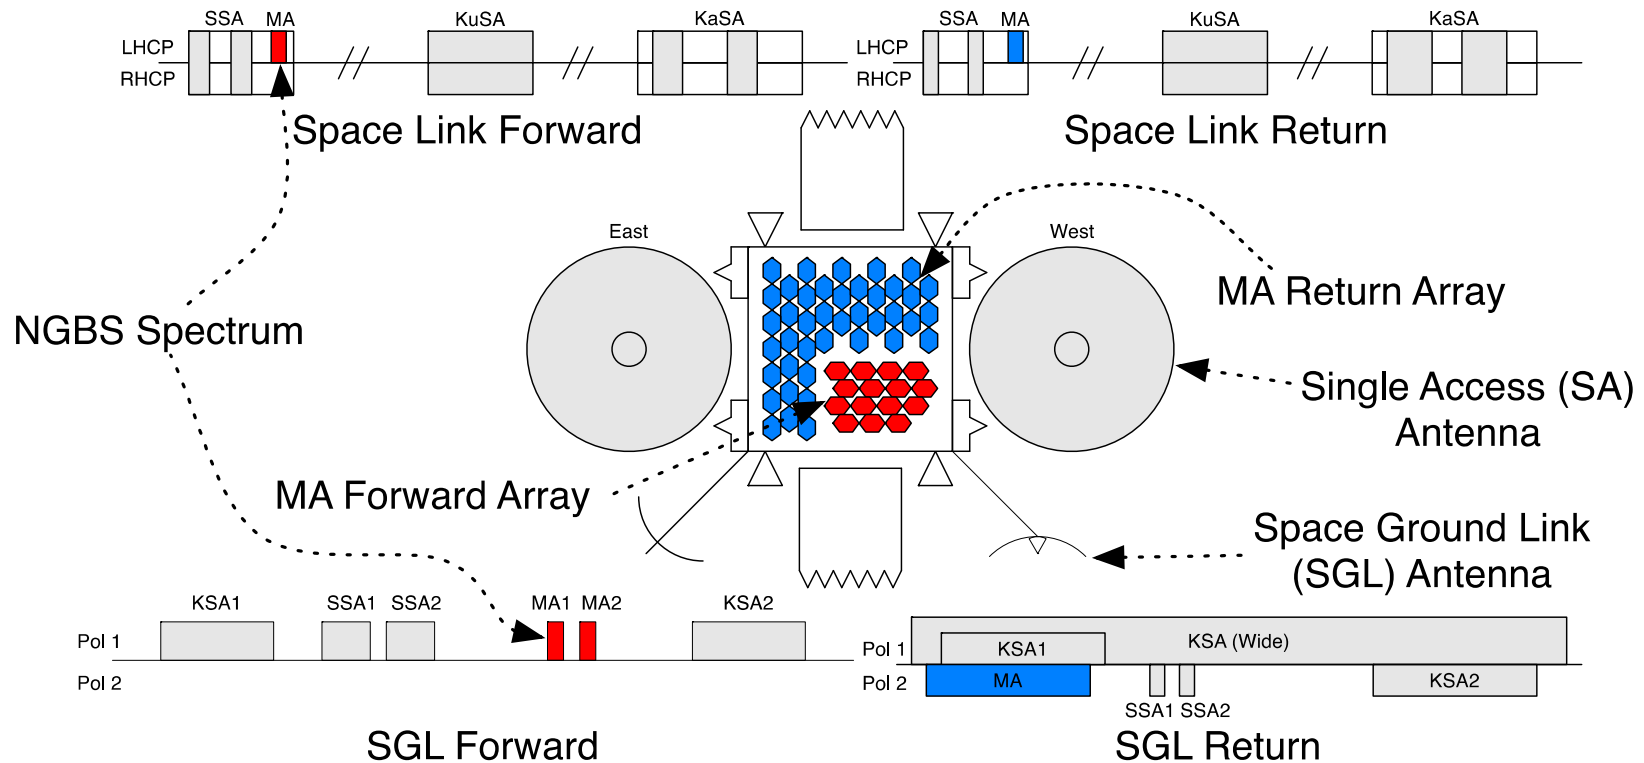 SSA MA KuSA KaSA SSA MA KuSA KaSA
LHCP LHCP
RHCP RHCP
Space Link Forward Space Link Return
East West
MA Return Array
NGBS Spectrum
Single Access (SA)
Antenna
MA Forward Array
Space Ground Link
(SGL) Antenna
KSA1 SSA1 SSA2 MA1 MA2 KSA2
Pol 1
Pol 2
KSA (Wide)
Pol 1 KSA1
Pol 2 MA KSA2
SSA1 SSA2
SGL Forward SGL Return